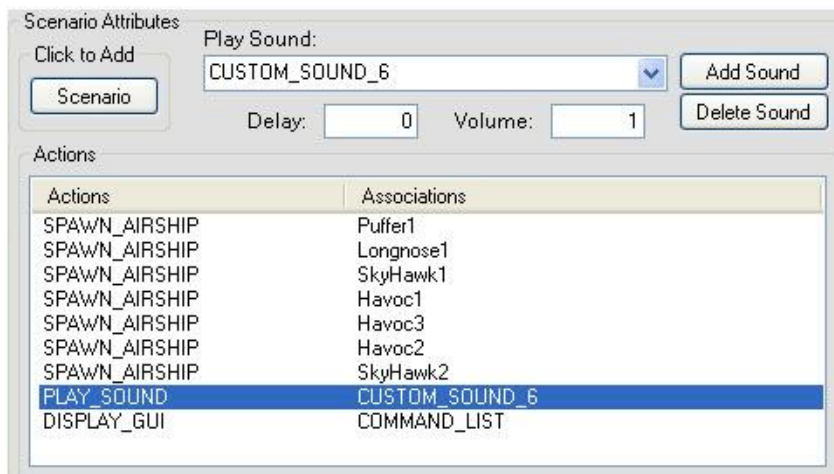 Scenario Attributes
Click to Add
Scenario
Play Sound:
CUSTOM_SOUND_6
Add Sound
Delay: 0 Volume: 1
Delete Sound
Actions
Actions Associations
SPAWN_AIRSHIP Puffer1
SPAWN_AIRSHIP Longnose1
SPAWN_AIRSHIP SkyHawk1
SPAWN_AIRSHIP Havoc1
SPAWN_AIRSHIP Havoc3
SPAWN_AIRSHIP Havoc2
SPAWN_AIRSHIP SkyHawk2
PLAY_SOUND CUSTOM_SOUND_6
DISPLAY_GUI COMMAND_LIST